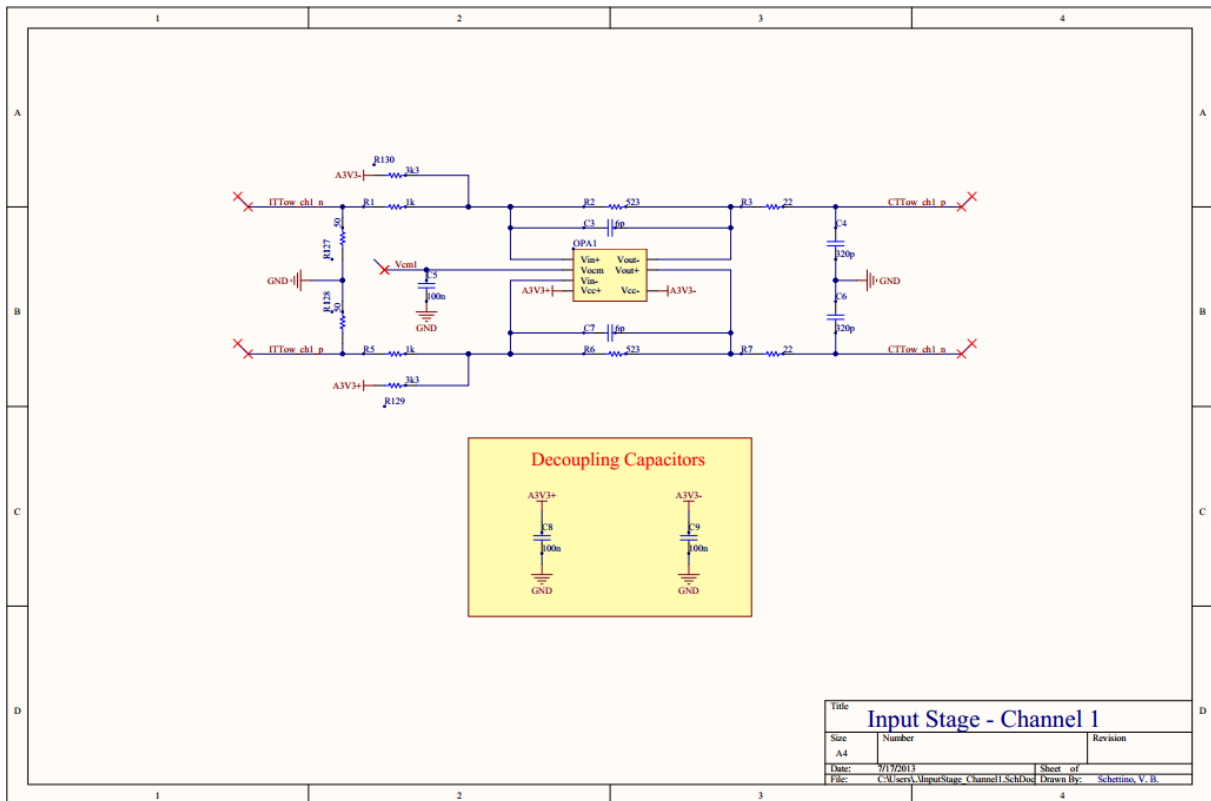 1 2 3 4
A A
R130
A3V3- 3k3
ITTow_ch1_n R1 1k R2 523 R3 22 CTTow_ch1_p
C3 6p C4
50 OPA1
R127 Vin+ Vout- 320p
Vcm1 Vocm Vout+
GND C5 Vin- GND
A3V3+ Vcc+ Vcc- A3V3-
100n
R128 50 C6
B GND B
C7 6p 320p
ITTow_ch1_p R5 1k R6 523 R7 22 CTTow_ch1_n
A3V3+ 3k3
R129
Decoupling Capacitors
A3V3+ A3V3-
C C
C8 C9
100n 100n
GND GND
D D
Title
Input Stage - Channel 1
Size Number Revision
A4
Date: 7/17/2013 Sheet of
File: C:\Users\..\InputStage_Channel1.SchDoc Drawn By: Schettino, V. B.
1 2 3 4